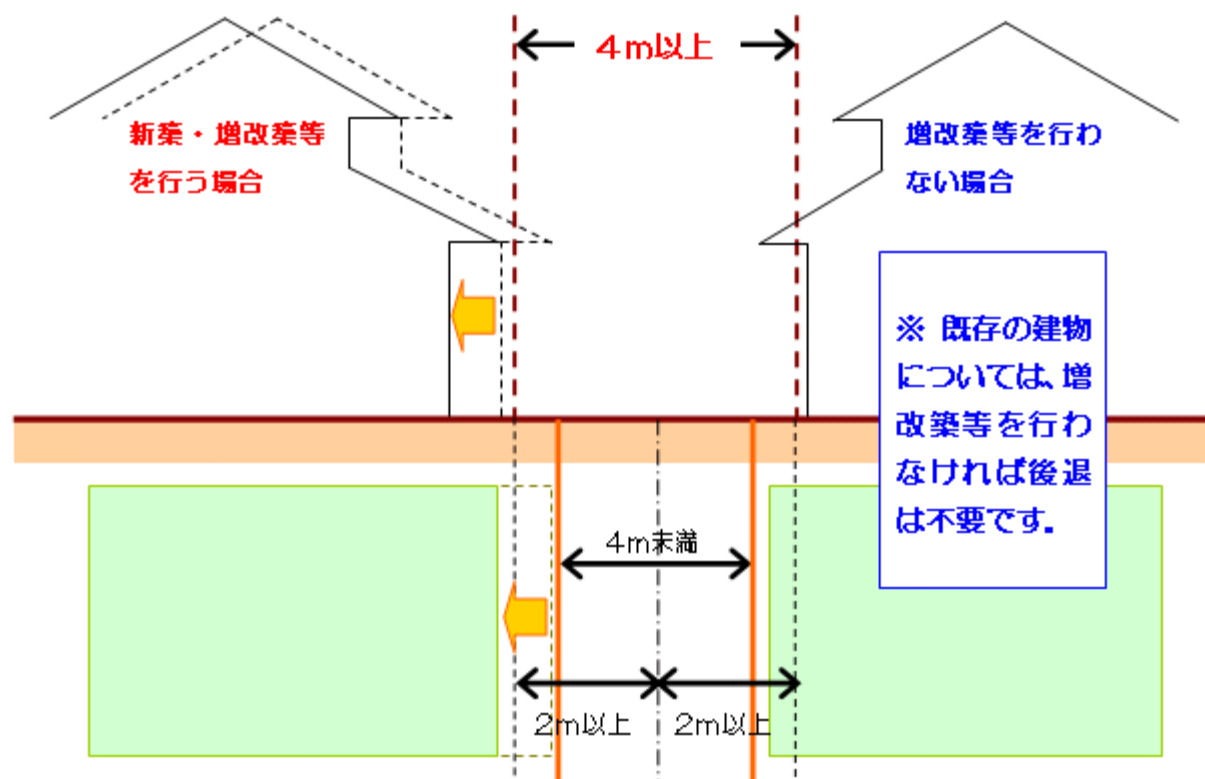 4m以上
新築・増改築等
を行う場合
増改築等を行わ
ない場合
※ 既存の建物
については、増
改築等を行わ
なければ後退
は不要です。
4m未満
2m以上
2m以上